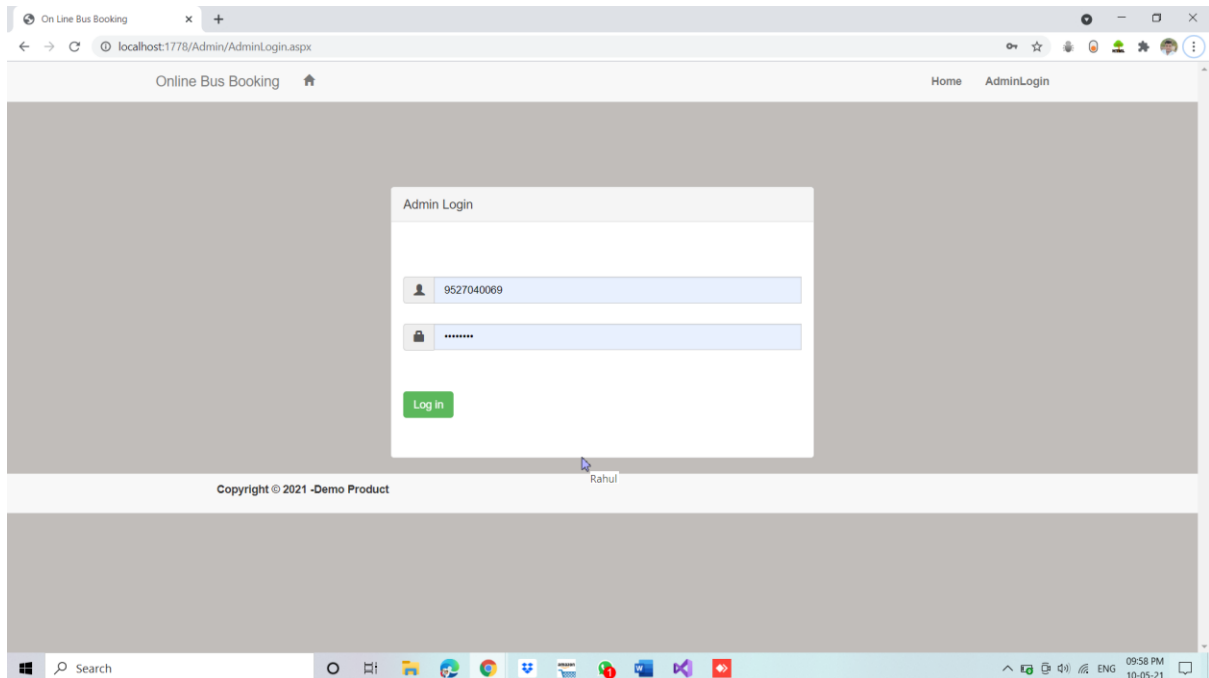 On Line Bus Booking
localhost:1778/Admin/AdminLogin.aspx
Online Bus Booking Home AdminLogin
Admin Login
9527040069
••••••••
Log in
Rahul
Copyright © 2021 -Demo Product
Search
ENG 09:58 PM
10-05-21